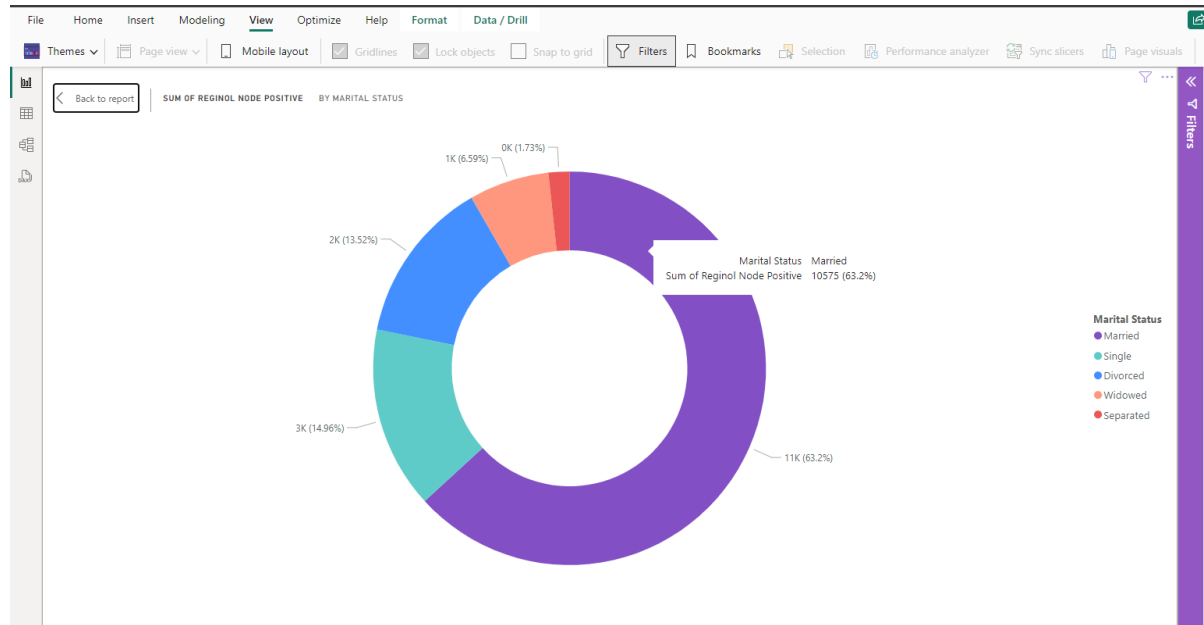 File Home Insert Modeling View Optimize Help Format Data / Drill
Themes Page view Mobile layout Gridlines Lock objects Snap to grid Filters Bookmarks Selection Performance analyzer Sync slicers Page visuals
Back to report SUM OF REGINOL NODE POSITIVE BY MARITAL STATUS
Filters
0K (1.73%)
1K (6.59%)
2K (13.52%)
Marital Status Married
Sum of Reginol Node Positive 10575 (63.2%)
3K (14.96%)
11K (63.2%)
Marital Status
Married
Single
Divorced
Widowed
Separated